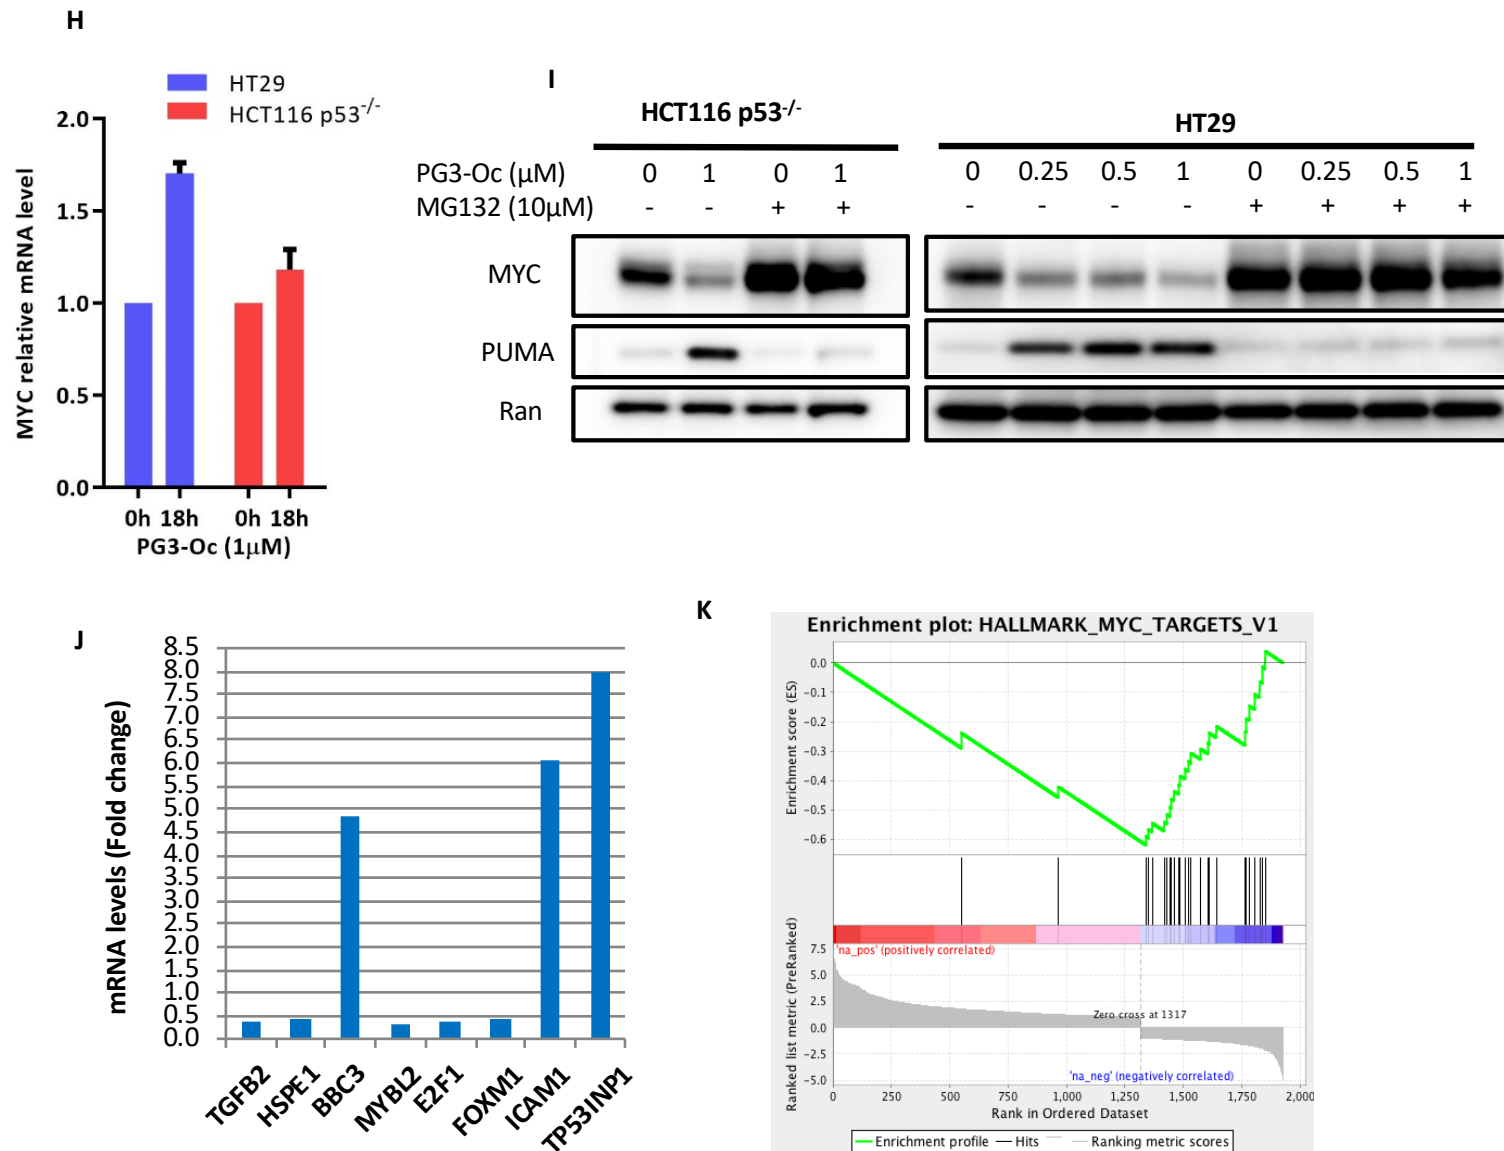 H
HT29
HCT116 p53-/-
2.0
1.5
1.0
0.5
0.0
MYC relative mRNA level
0h 18h 0h 18h
PG3-Oc (1μM)
I
HCT116 p53-/-
HT29
PG3-Oc (μM) 0 1 0 1 0 0.25 0.5 1 0 0.25 0.5 1
MG132 (10μM) - - + + - - - - + + + +
MYC
PUMA
Ran
J
8.5
8.0
7.5
7.0
6.5
6.0
5.5
5.0
4.5
4.0
3.5
3.0
2.5
2.0
1.5
1.0
0.5
0.0
mRNA levels (Fold change)
TGFB2 HSPE1 BBC3 MYBL2 E2F1 FOXM1 ICAM1 TP53INP1
K
Enrichment plot: HALLMARK_MYC_TARGETS_V1
0.0
-0.1
-0.2
-0.3
-0.4
-0.5
-0.6
Enrichment score (ES)
'na_pos' (positively correlated)
7.5
5.0
2.5
0.0
-2.5
-5.0
Ranked list metric (PreRanked)
Zero cross at 1317
'na_neg' (negatively correlated)
0 250 500 750 1,000 1,250 1,500 1,750 2,000
Rank in Ordered Dataset
Enrichment profile Hits Ranking metric scores